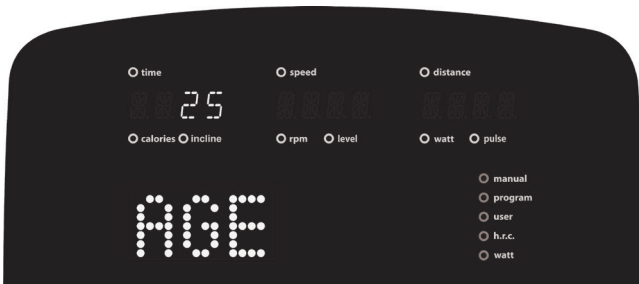 time speed distance
25
calories incline rpm level watt pulse
manual
program
user
h.r.c.
watt
AGE